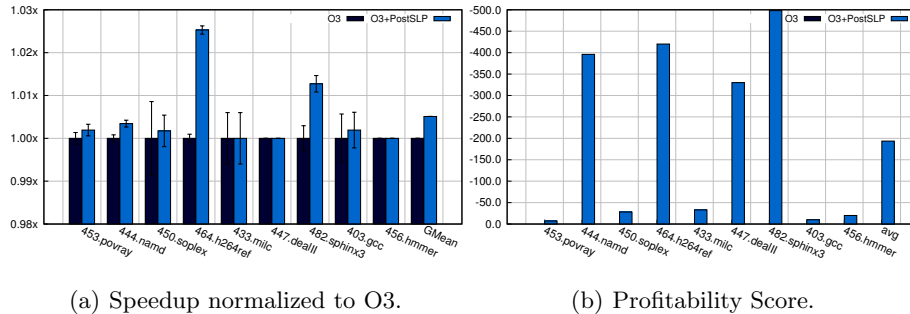 1.03x
1.02x
1.01x
1.00x
0.99x
0.98x
O3 O3+PostSLP
453.povray
444.namd
450.soplex
464.h264ref
433.milc
447.dealII
482.sphinx3
403.gcc
456.hmmer
GMean
(a) Speedup normalized to O3.
-500.0
-400.0
-350.0
-300.0
-250.0
-200.0
-150.0
-100.0
-50.0
0.0
O3 O3+PostSLP
453.povray
444.namd
450.soplex
464.h264ref
433.milc
447.dealII
482.sphinx3
403.gcc
456.hmmer
avg
(b) Profitability Score.